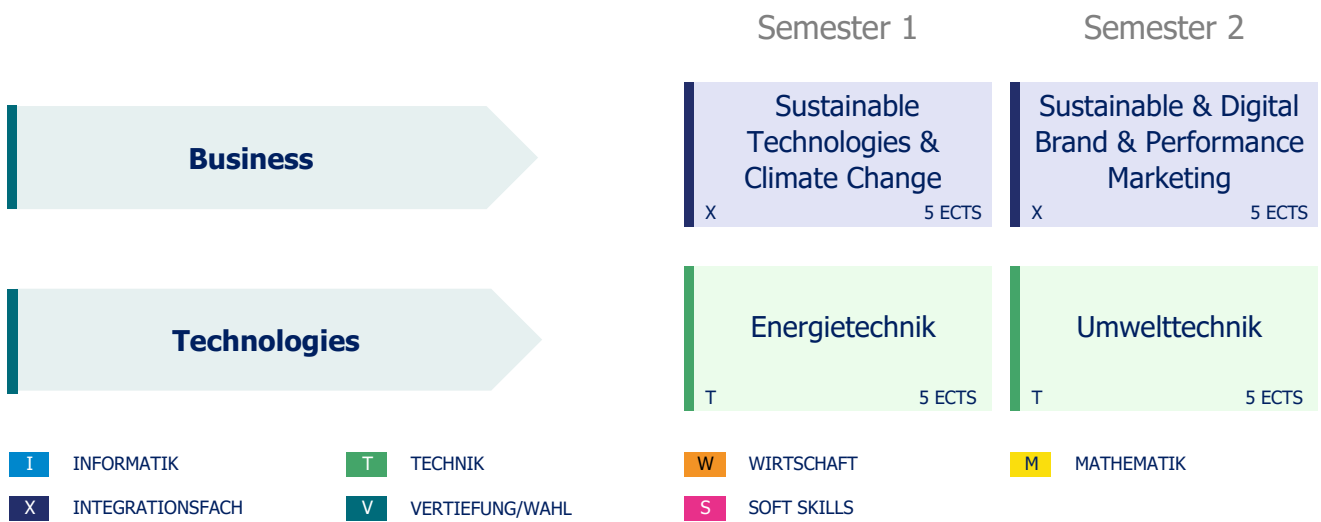 Semester 1
Semester 2
Business
Sustainable
Technologies &
Climate Change
X
5 ECTS
Sustainable & Digital
Brand & Performance
Marketing
X
5 ECTS
Technologies
Energietechnik
T
5 ECTS
Umwelttechnik
T
5 ECTS
I INFORMATIK
T TECHNIK
W WIRTSCHAFT
M MATHEMATIK
X INTEGRATIONSFACH
V VERTIEFUNG/WAHL
S SOFT SKILLS